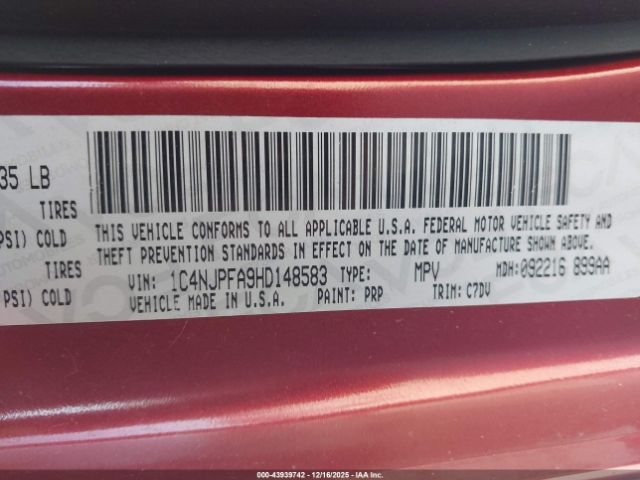 35 LB
TIRES
PSI) COLD
TIRES
PSI) COLD
THIS VEHICLE CONFORMS TO ALL APPLICABLE U.S.A. FEDERAL MOTOR VEHICLE SAFETY AND
THEFT PREVENTION STANDARDS IN EFFECT ON THE DATE OF MANUFACTURE SHOWN ABOVE.
VIN: 1C4NJPFA9HD148583 TYPE: MPV MDH:092216 899AA
VEHICLE MADE IN U.S.A. PAINT: PRP TRIM: C7DV
000-43939742 | 12/16/2025 - IAA, INC.